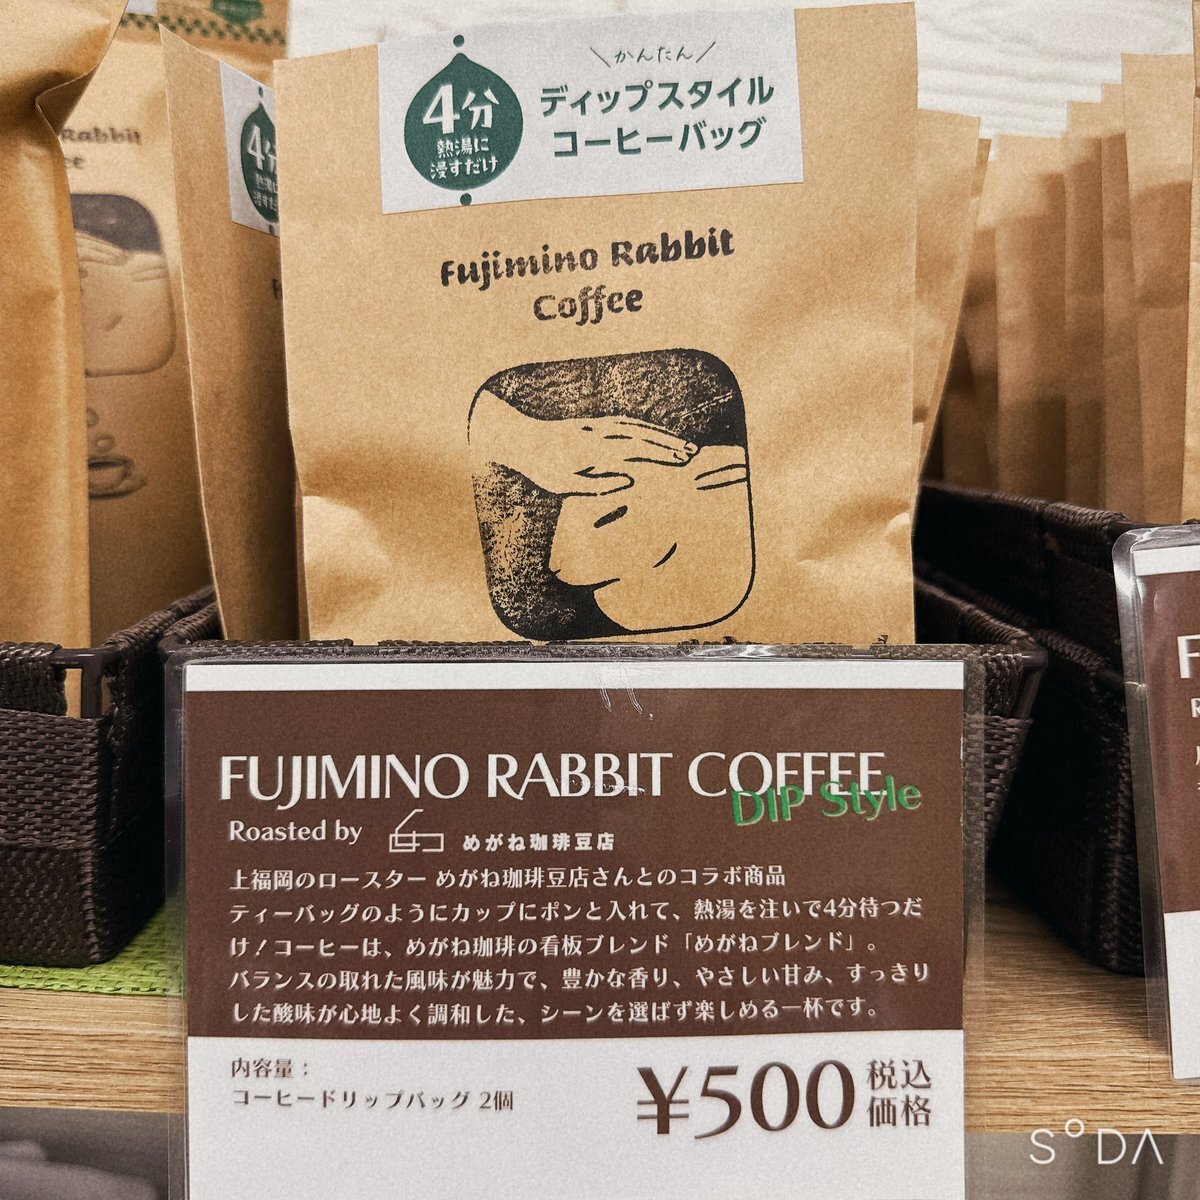 かんたん
4分
熱湯に
浸すだけ
ディップスタイル
コーヒーバッグ
Fujimino Rabbit
Coffee
Rabbit
fee
4分
熱湯に
FUJIMINO RABBIT COFFEE
DIP Style
Roasted by めがね珈琲豆店
上福岡のロースター めがね珈琲豆店さんとのコラボ商品
ティーバッグのようにカップにポンと入れて、熱湯を注いで4分待つだ
け！コーヒーは、めがね珈琲の看板ブレンド「めがねブレンド」。
バランスの取れた風味が魅力で、豊かな香り、やさしい甘み、すっきり
した酸味が心地よく調和した、シーンを選ばず楽しめる一杯です。
内容量：
コーヒードリップバッグ 2個
¥500 税込
価格
SODA